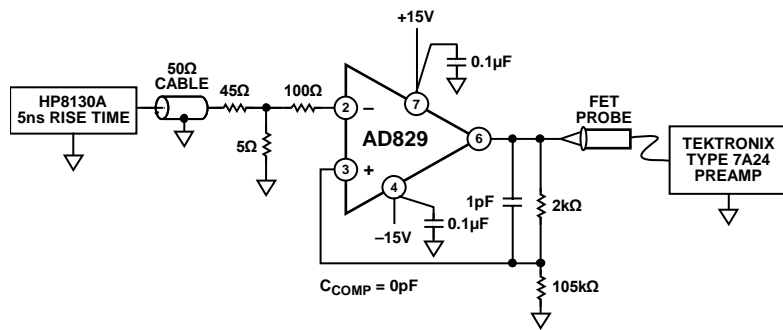 +15V
0.1µF
50Ω
CABLE
45Ω
100Ω
HP8130A
5ns RISE TIME
5Ω
2
–
7
AD829
6
3
+
4
–15V
0.1µF
1pF
2kΩ
FET
PROBE
TEKTRONIX
TYPE 7A24
PREAMP
C_COMP = 0pF
105kΩ